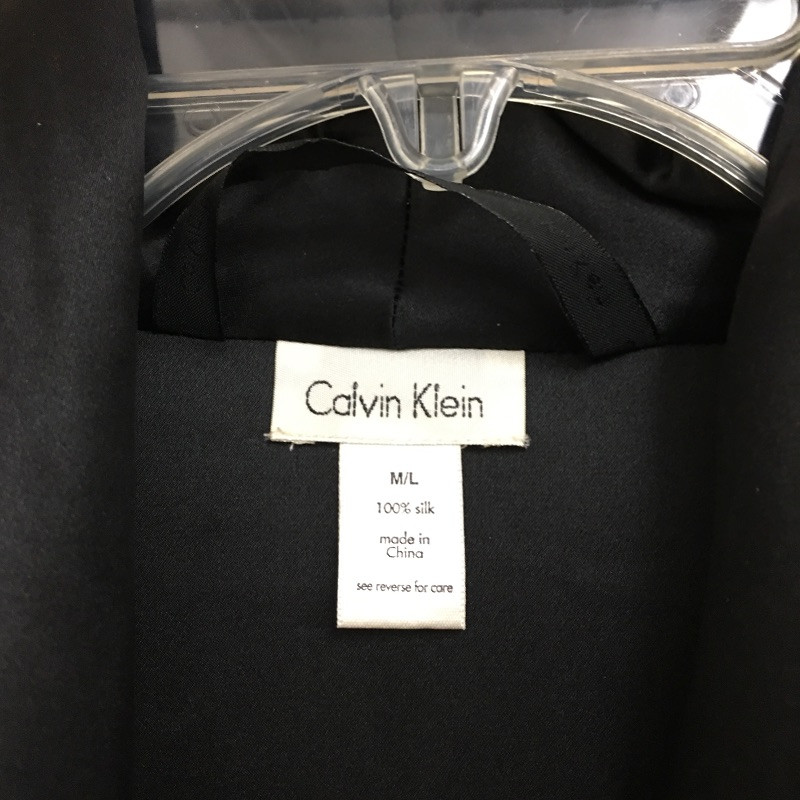 Calvin Klein
M/L
100% silk
made in
China
see reverse for care